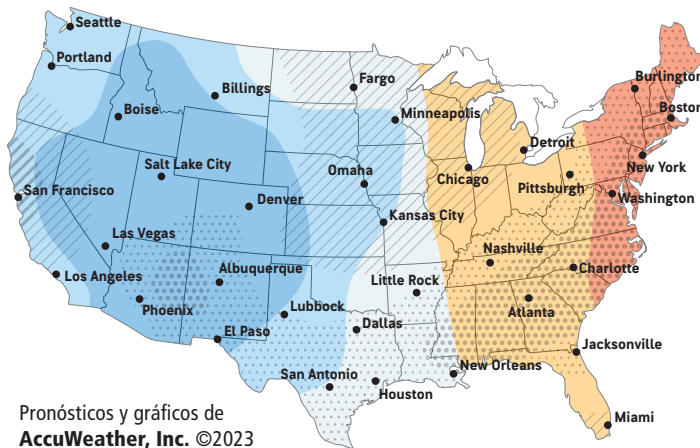 Seattle
Portland
Billings
Fargo
Burlington
Boise
Minneapolis
Boston
Detroit
Salt Lake City
Omaha
Chicago
Pittsburgh
New York
San Francisco
Denver
Washington
Kansas City
Las Vegas
Nashville
Los Angeles
Albuquerque
Little Rock
Charlotte
Phoenix
Lubbock
Atlanta
El Paso
Dallas
Jacksonville
San Antonio
New Orleans
Houston
Miami
Pronósticos y gráficos de
AccuWeather, Inc. ©2023